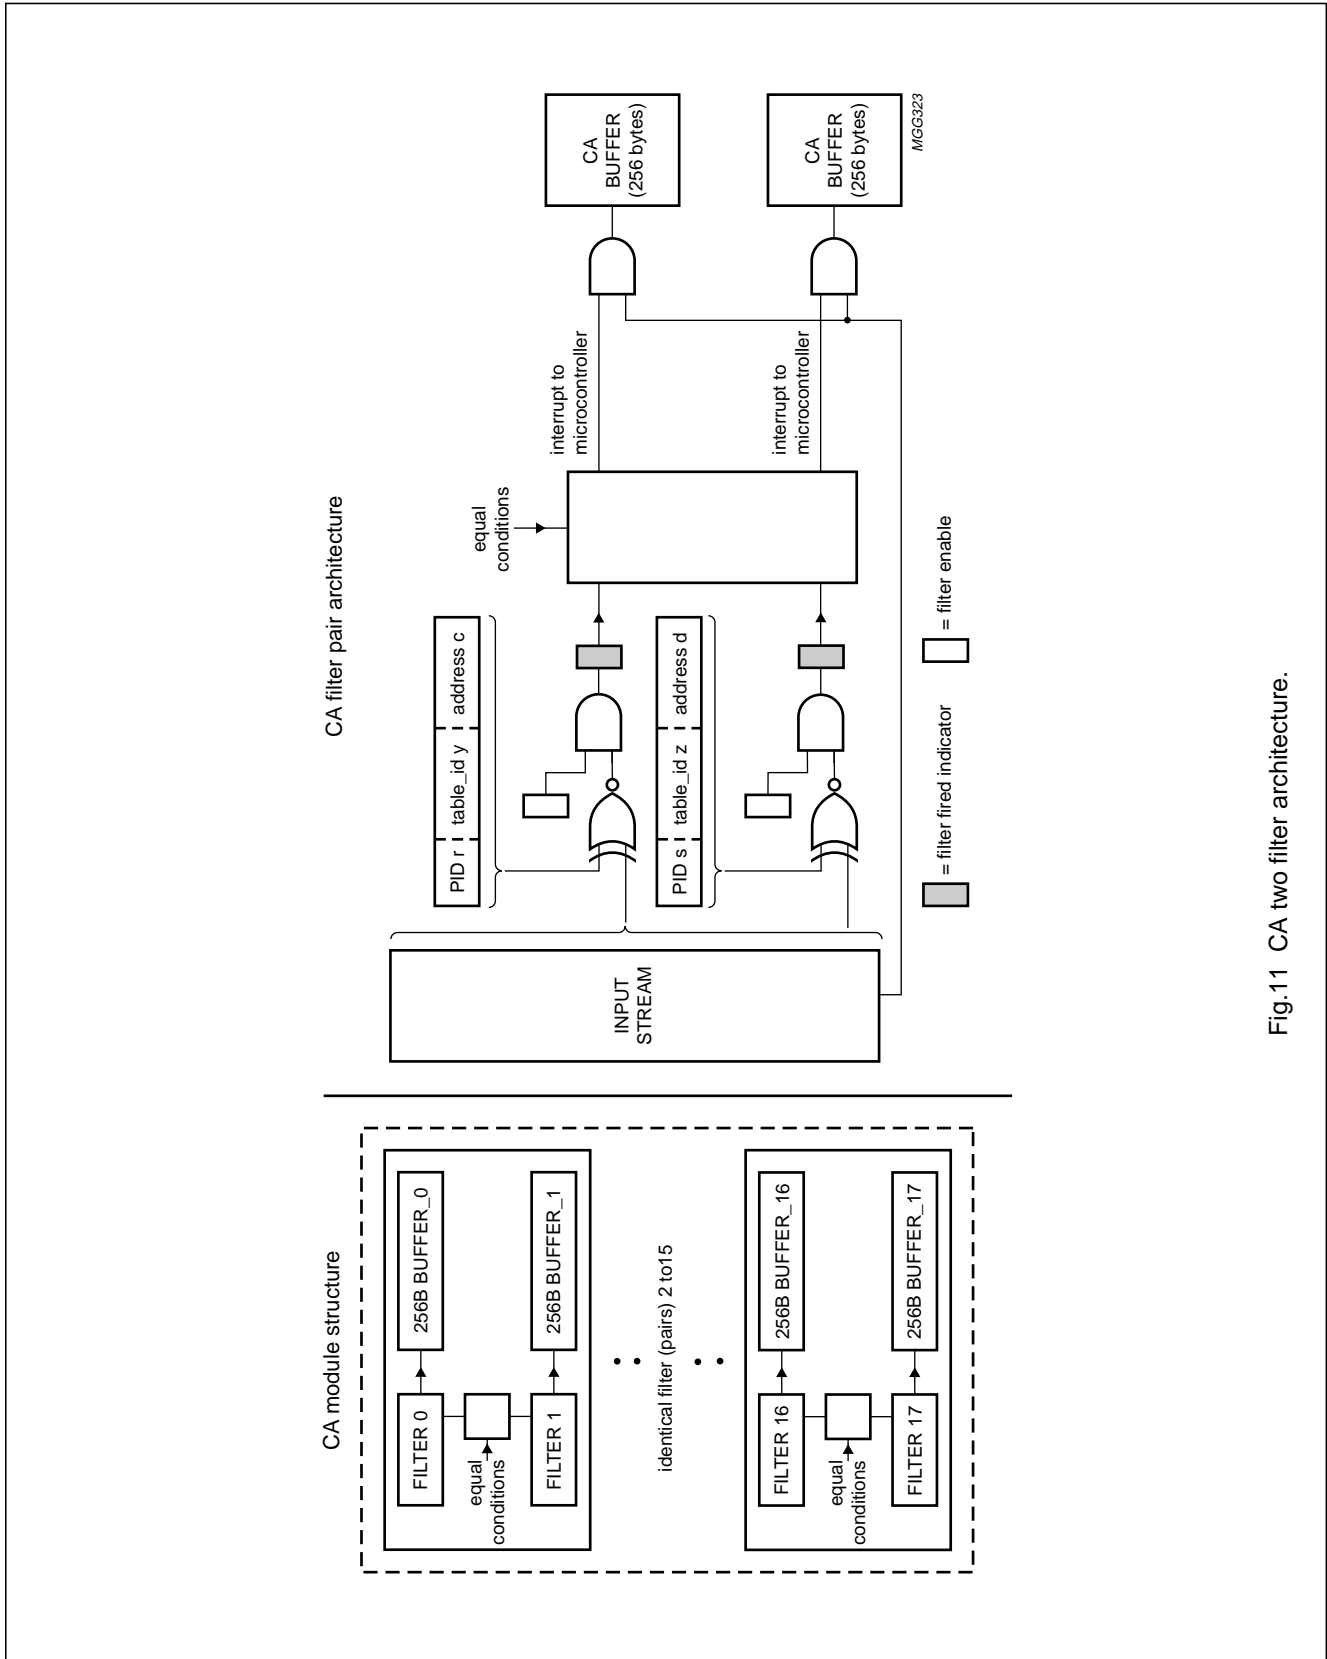 CA module structure
FILTER 0
256B BUFFER_0
equal
conditions
FILTER 1
256B BUFFER_1
identical filter (pairs) 2 to15
FILTER 16
256B BUFFER_16
equal
conditions
FILTER 17
256B BUFFER_17
CA filter pair architecture
INPUT
STREAM
PID r
table_id y
address c
PID s
table_id z
address d
equal
conditions
interrupt to
microcontroller
interrupt to
microcontroller
CA
BUFFER
(256 bytes)
CA
BUFFER
(256 bytes)
= filter fired indicator
= filter enable
MGG323
Fig.11 CA two filter architecture.